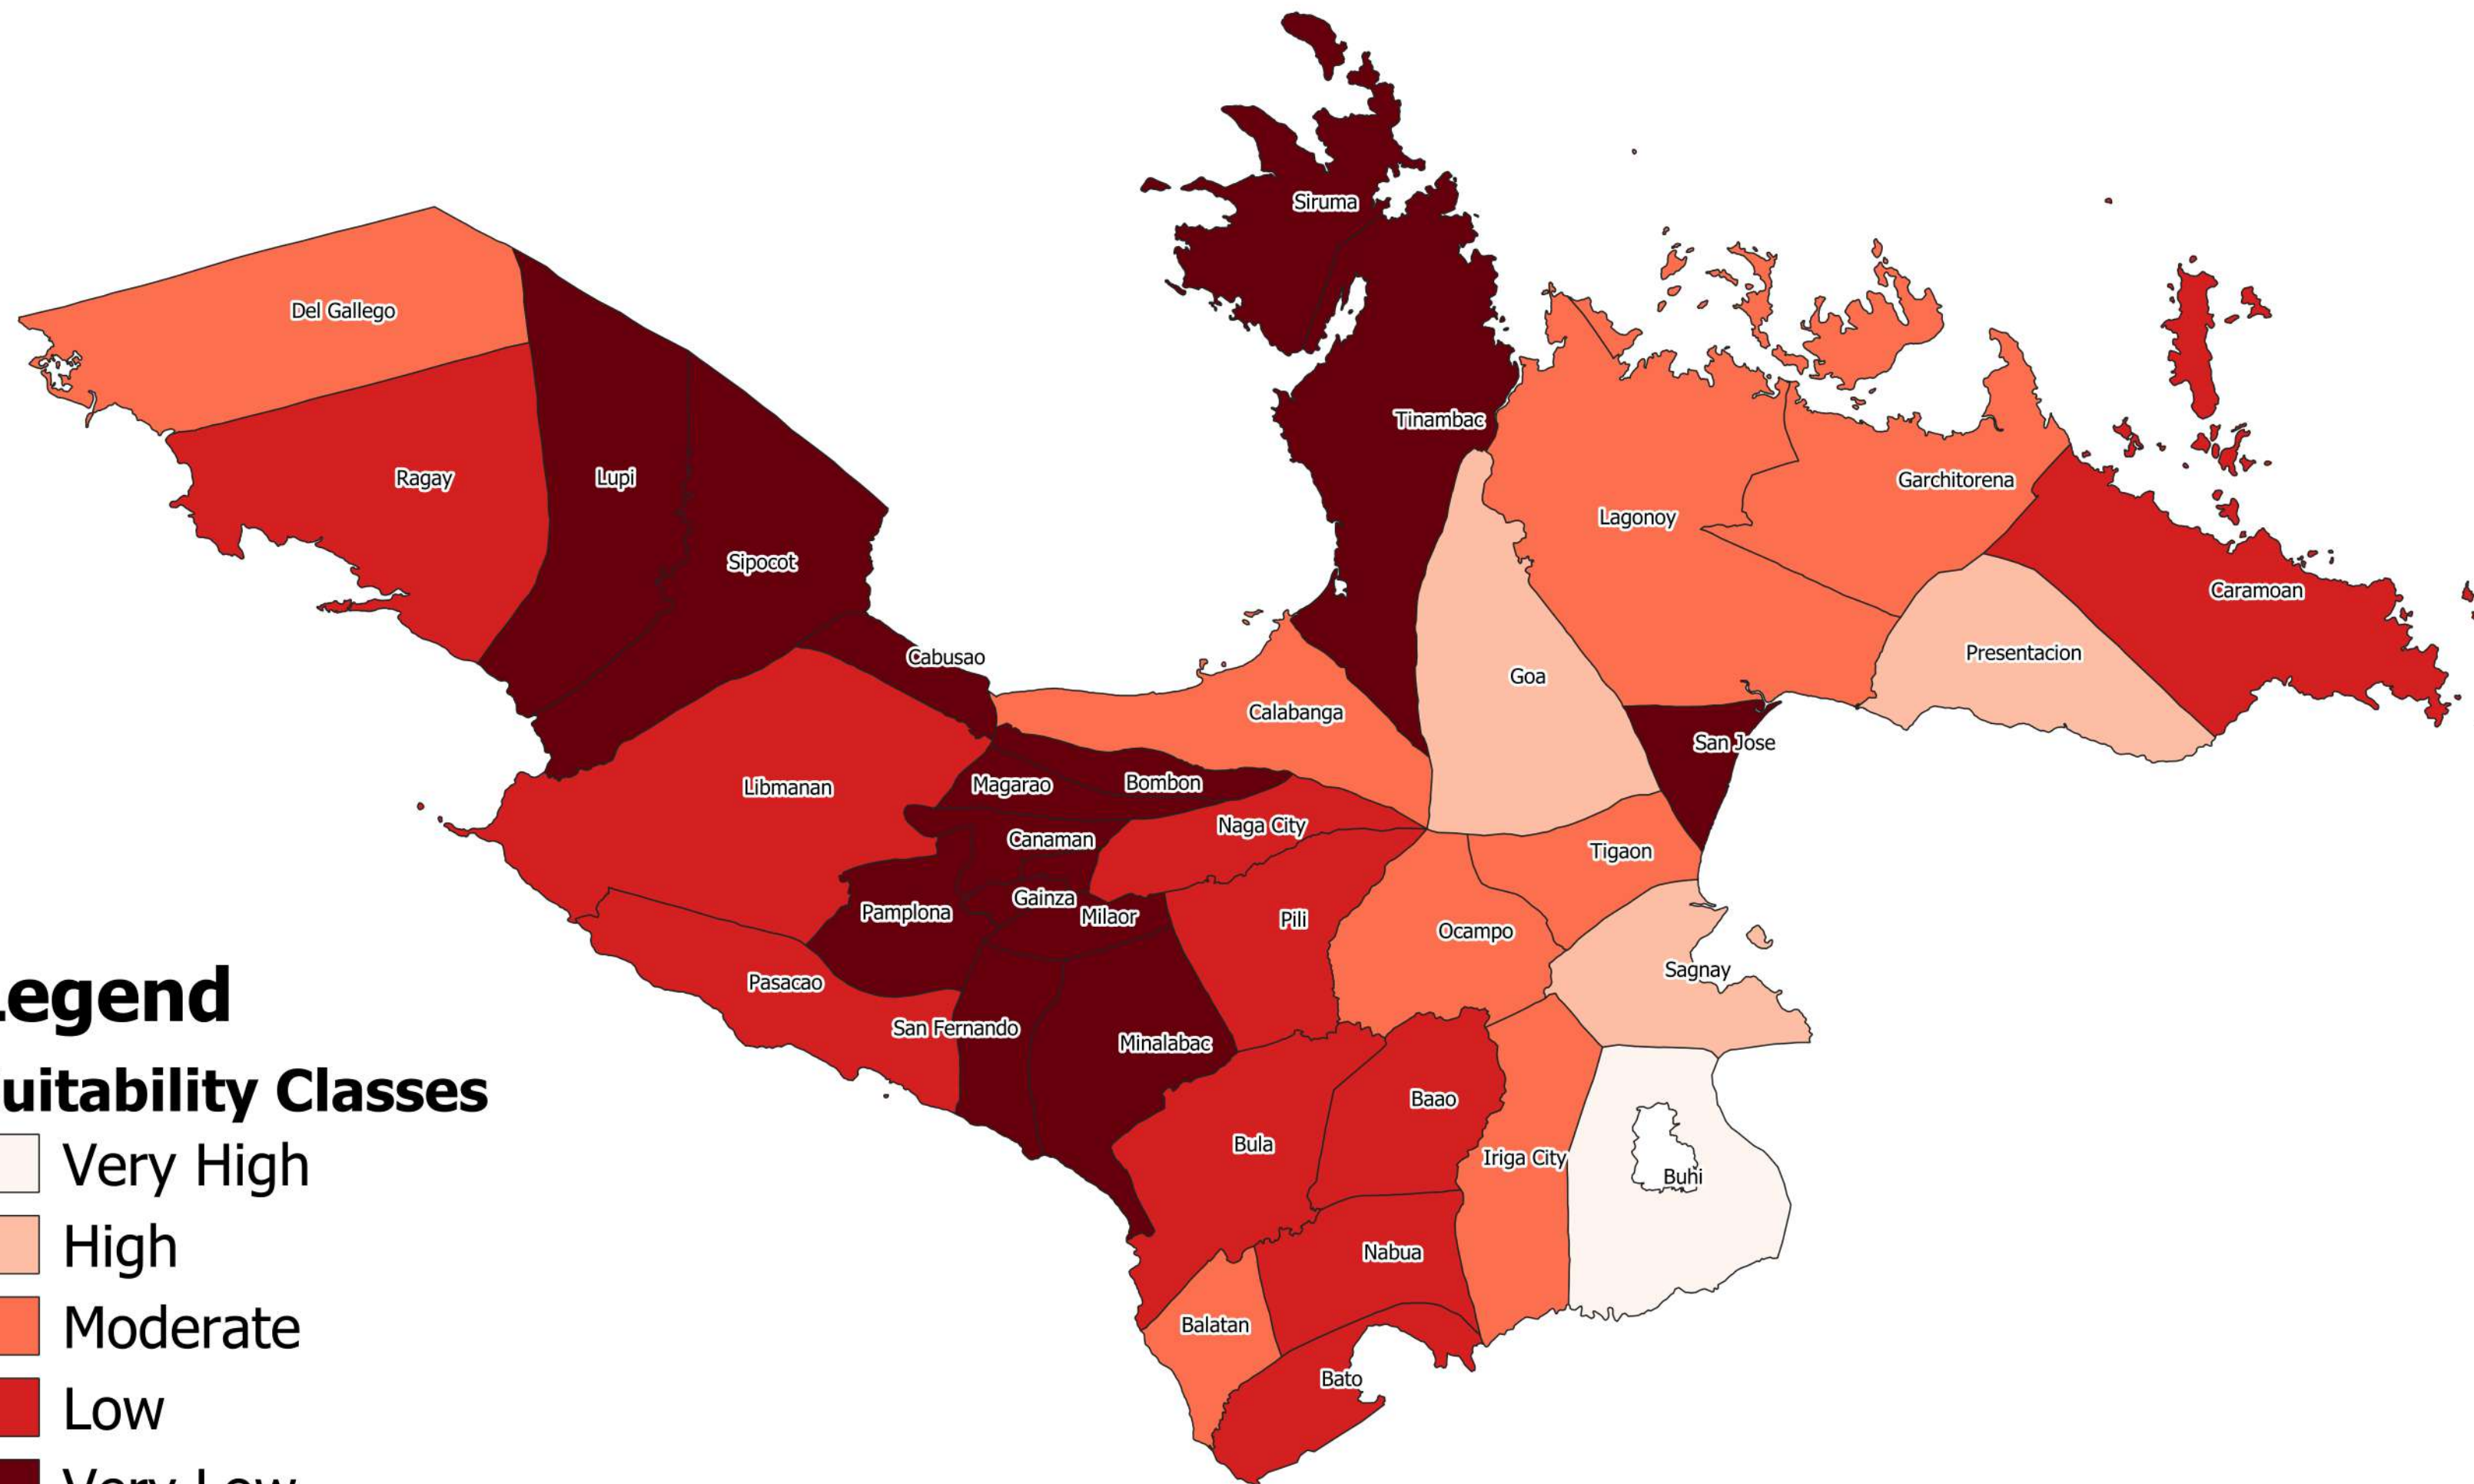 Siruma
Del Gallego
Tinambac
Ragay
Lupi
Garchitorena
Lagonoy
Sipocot
Caramoan
Cabusao
Presentacion
Goa
Calabanga
San Jose
Libmanan
Magarao
Bombon
Naga City
Canaman
Tigaon
Gainza
Pamplona
Milaor
Pili
Ocampo
Sagnay
Pasacao
San Fernando
Minalabac
Baao
Bula
Iriga City
Buhi
Nabua
Balatan
Bato
egend
uitability Classes
Very High
High
Moderate
Low
Very Low